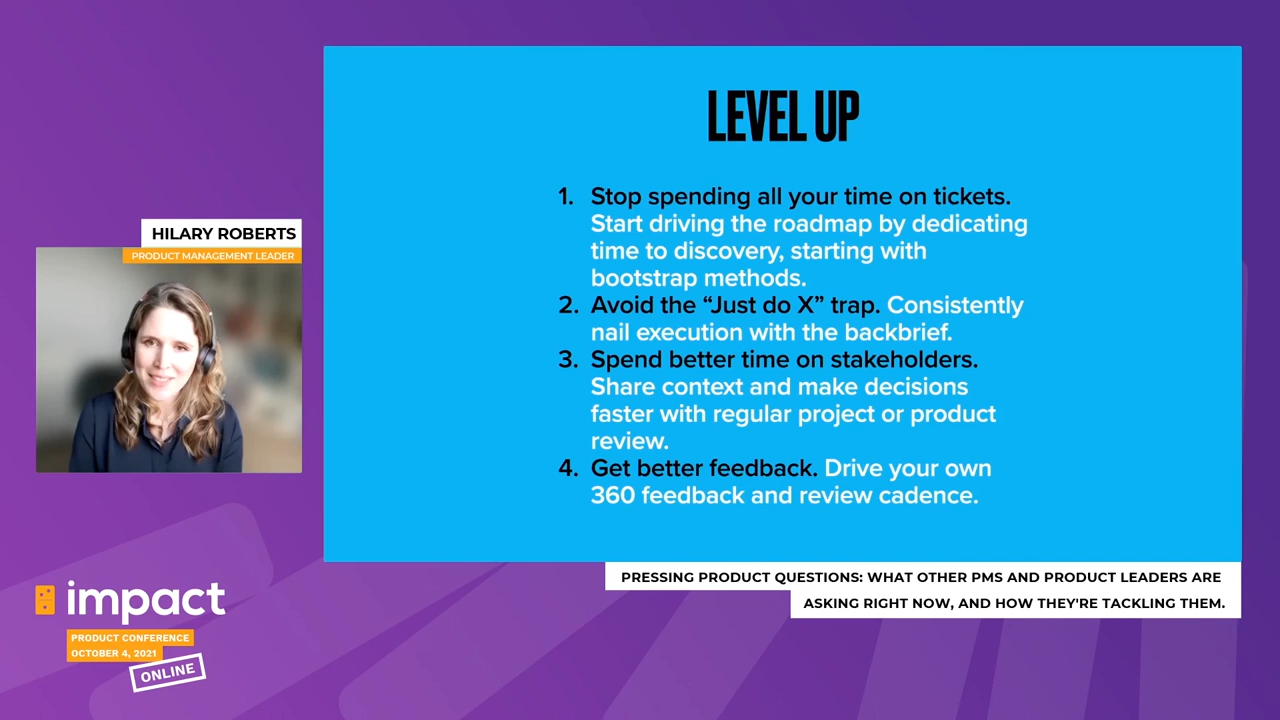 LEVEL UP
1. Stop spending all your time on tickets.
Start driving the roadmap by dedicating
time to discovery, starting with
bootstrap methods.
2. Avoid the “Just do X” trap. Consistently
nail execution with the backbrief.
3. Spend better time on stakeholders.
Share context and make decisions
faster with regular project or product
review.
4. Get better feedback. Drive your own
360 feedback and review cadence.
HILARY ROBERTS
PRODUCT MANAGEMENT LEADER
PRESSING PRODUCT QUESTIONS: WHAT OTHER PMS AND PRODUCT LEADERS ARE
ASKING RIGHT NOW, AND HOW THEY'RE TACKLING THEM.
impact
PRODUCT CONFERENCE
OCTOBER 4, 2021
ONLINE